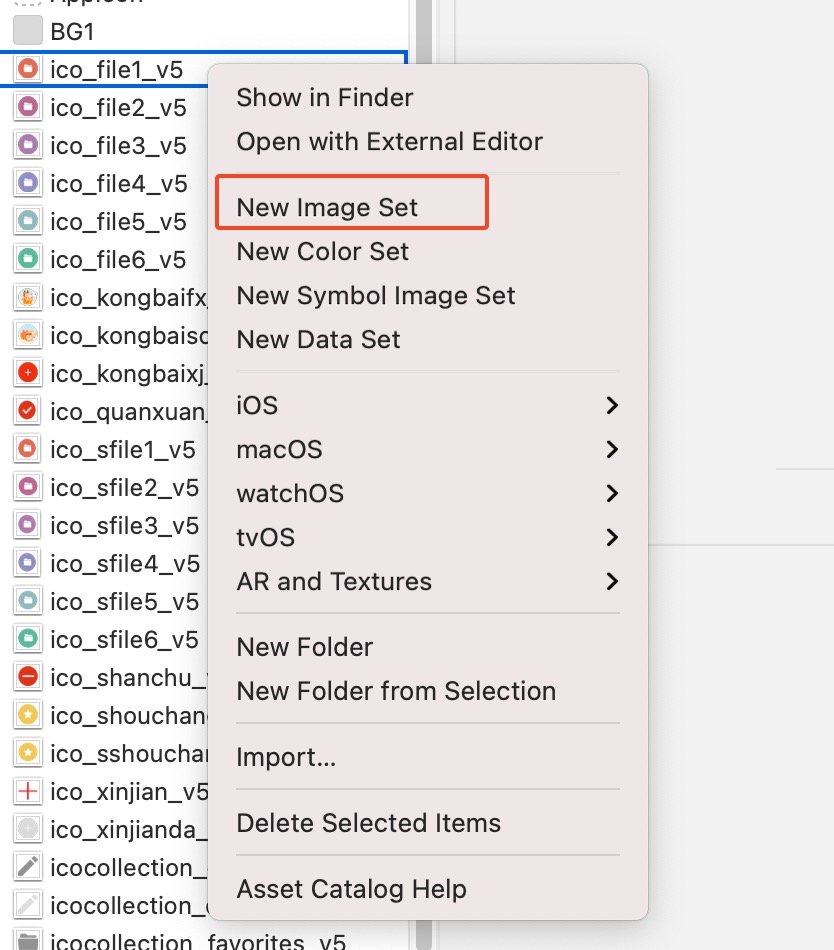 BG1
ico_file1_v5
ico_file2_v5
ico_file3_v5
ico_file4_v5
ico_file5_v5
ico_file6_v5
ico_kongbaifx
ico_kongbaisc
ico_kongbaixj
ico_quanxuan
ico_sfile1_v5
ico_sfile2_v5
ico_sfile3_v5
ico_sfile4_v5
ico_sfile5_v5
ico_sfile6_v5
ico_shanchu_
ico_shouchan
ico_sshouchar
ico_xinjian_v5
ico_xinjianda_
icocollection_
icocollection_
icocollection_favorites_v5
Show in Finder
Open with External Editor
New Image Set
New Color Set
New Symbol Image Set
New Data Set
iOS
macOS
watchOS
tvOS
AR and Textures
New Folder
New Folder from Selection
Import...
Delete Selected Items
Asset Catalog Help